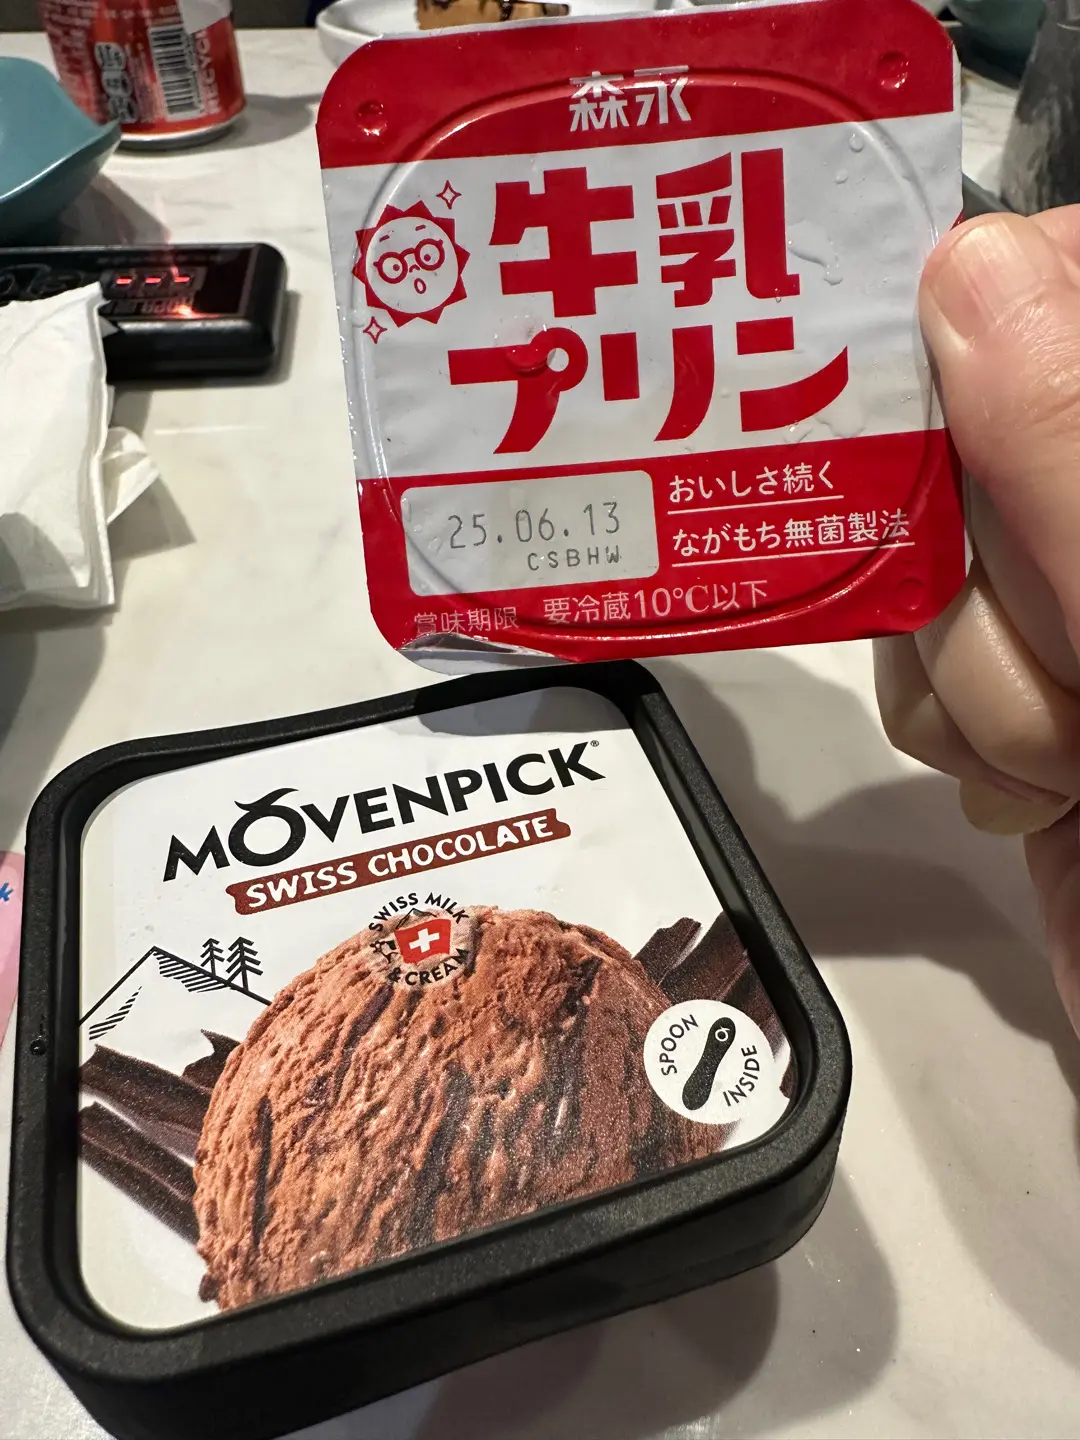 森永
牛乳
プリン
25.06.13
CSBHW
おいしさ続く
ながもち無菌製法
賞味期限 要冷蔵10°C以下
MÖVENPICK®
SWISS CHOCOLATE
SWISS MILK
& CREAM
SPOON
INSIDE